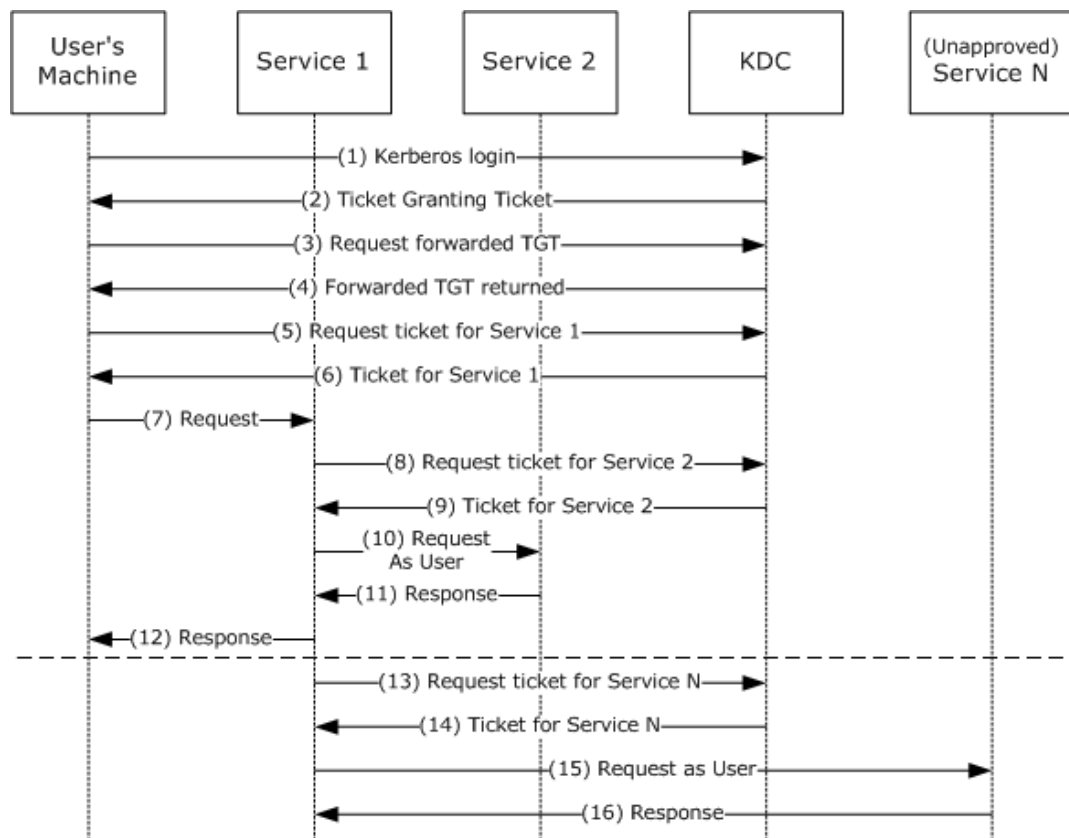 User's
Machine
Service 1
Service 2
KDC
(Unapproved)
Service N
(1) Kerberos login
(2) Ticket Granting Ticket
(3) Request forwarded TGT
(4) Forwarded TGT returned
(5) Request ticket for Service 1
(6) Ticket for Service 1
(7) Request
(8) Request ticket for Service 2
(9) Ticket for Service 2
(10) Request
As User
(11) Response
(12) Response
(13) Request ticket for Service N
(14) Ticket for Service N
(15) Request as User
(16) Response